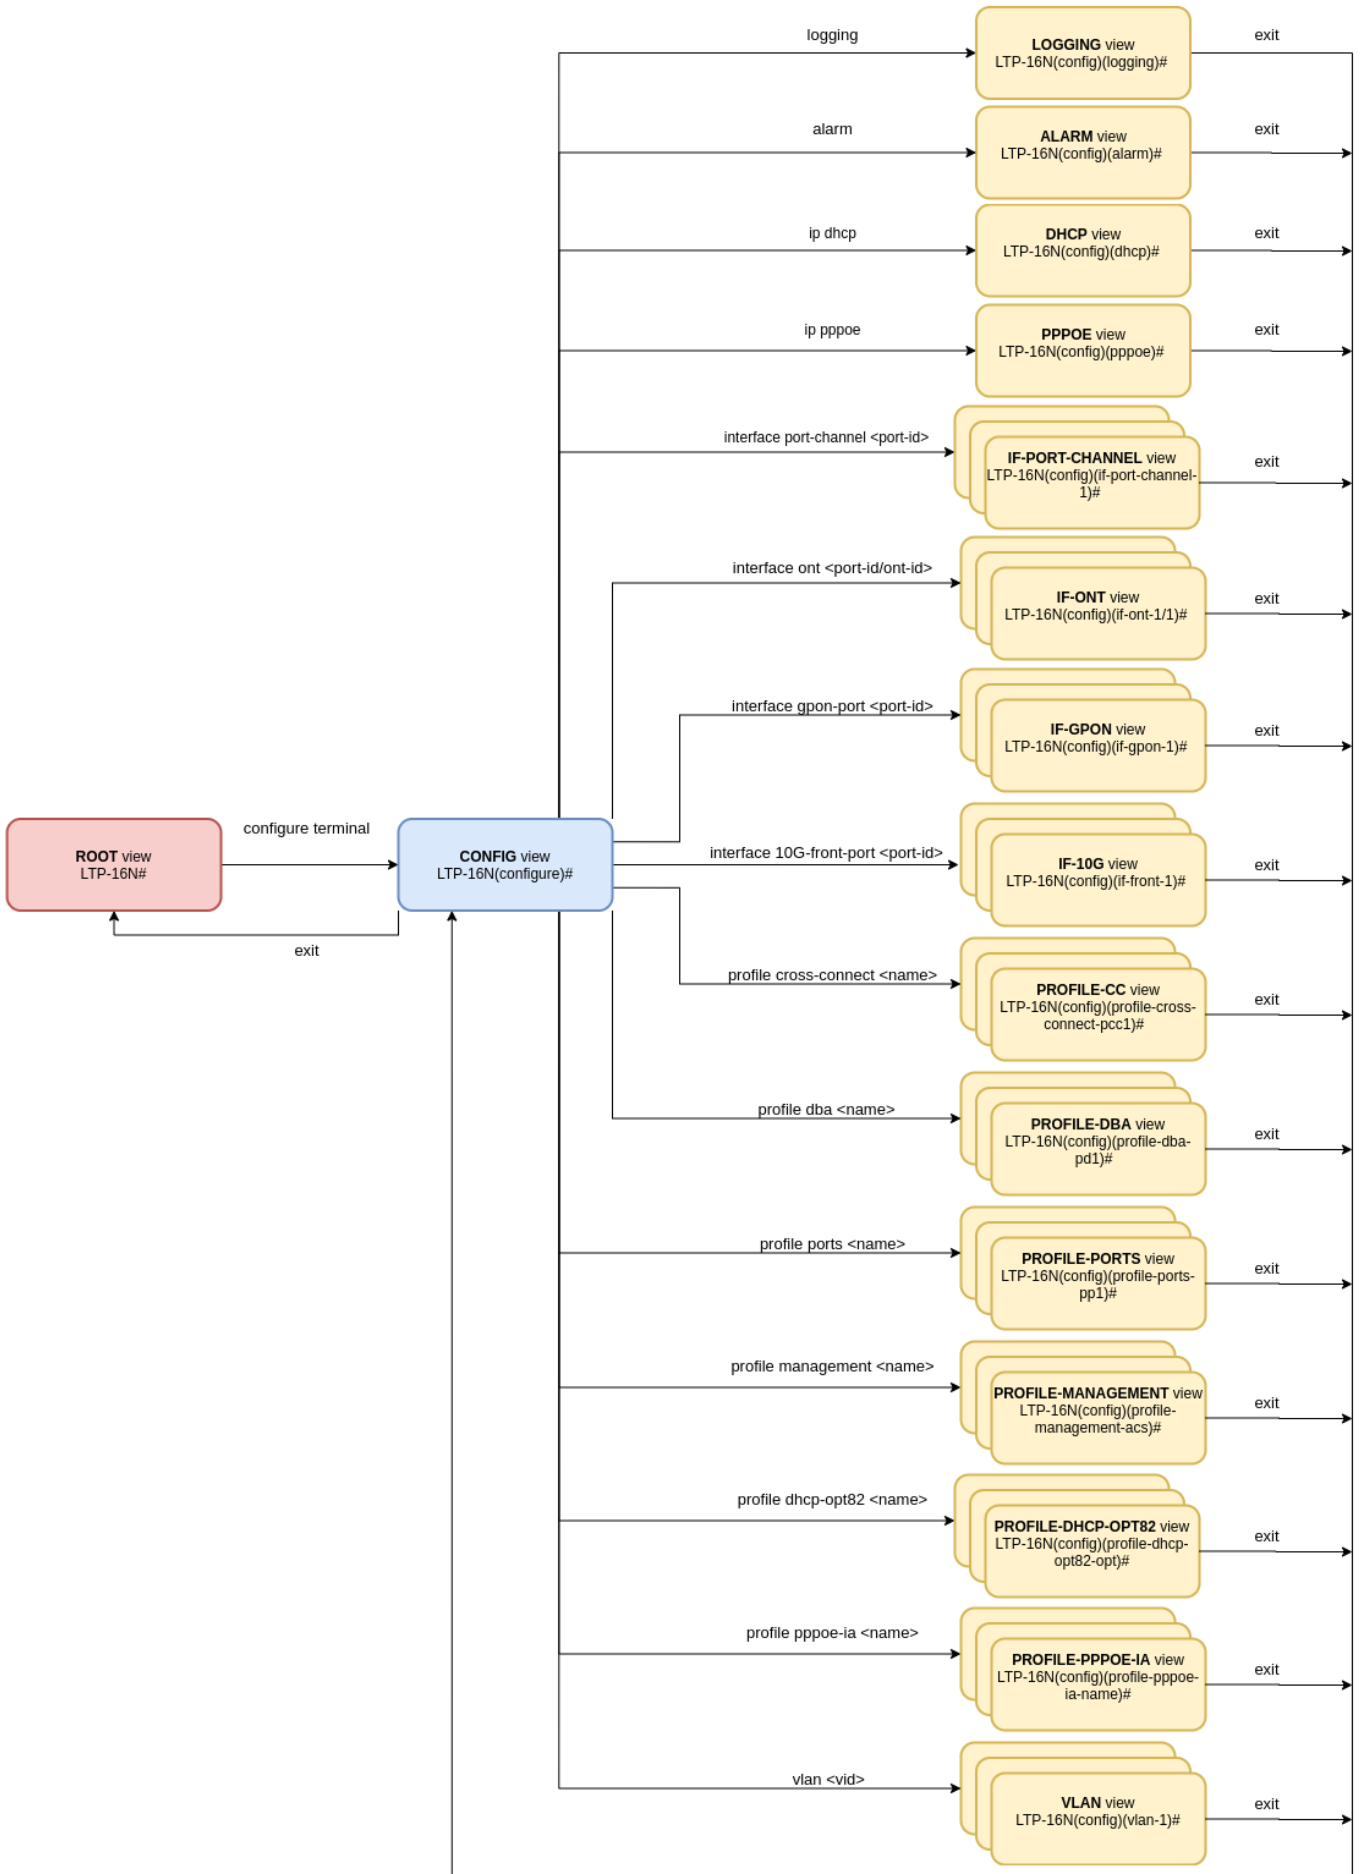 logging
LOGGING view
LTP-16N(config)(logging)#
exit
alarm
ALARM view
LTP-16N(config)(alarm)#
exit
ip dhcp
DHCP view
LTP-16N(config)(dhcp)#
exit
ip pppoe
PPPOE view
LTP-16N(config)(pppoe)#
exit
interface port-channel <port-id>
IF-PORT-CHANNEL view
LTP-16N(config)(if-port-channel-
1)#
exit
interface ont <port-id/ont-id>
IF-ONT view
LTP-16N(config)(if-ont-1/1)#
exit
interface gpon-port <port-id>
IF-GPON view
LTP-16N(config)(if-gpon-1)#
exit
ROOT view
LTP-16N#
configure terminal
exit
CONFIG view
LTP-16N(configure)#
interface 10G-front-port <port-id>
IF-10G view
LTP-16N(config)(if-front-1)#
exit
profile cross-connect <name>
PROFILE-CC view
LTP-16N(config)(profile-cross-
connect-pcc1)#
exit
profile dba <name>
PROFILE-DBA view
LTP-16N(config)(profile-dba-
pd1)#
exit
profile ports <name>
PROFILE-PORTS view
LTP-16N(config)(profile-ports-
pp1)#
exit
profile management <name>
PROFILE-MANAGEMENT view
LTP-16N(config)(profile-
management-acs)#
exit
profile dhcp-opt82 <name>
PROFILE-DHCP-OPT82 view
LTP-16N(config)(profile-dhcp-
opt82-opt)#
exit
profile pppoe-ia <name>
PROFILE-PPPOE-IA view
LTP-16N(config)(profile-pppoe-
ia-name)#
exit
vlan <vid>
VLAN view
LTP-16N(config)(vlan-1)#
exit